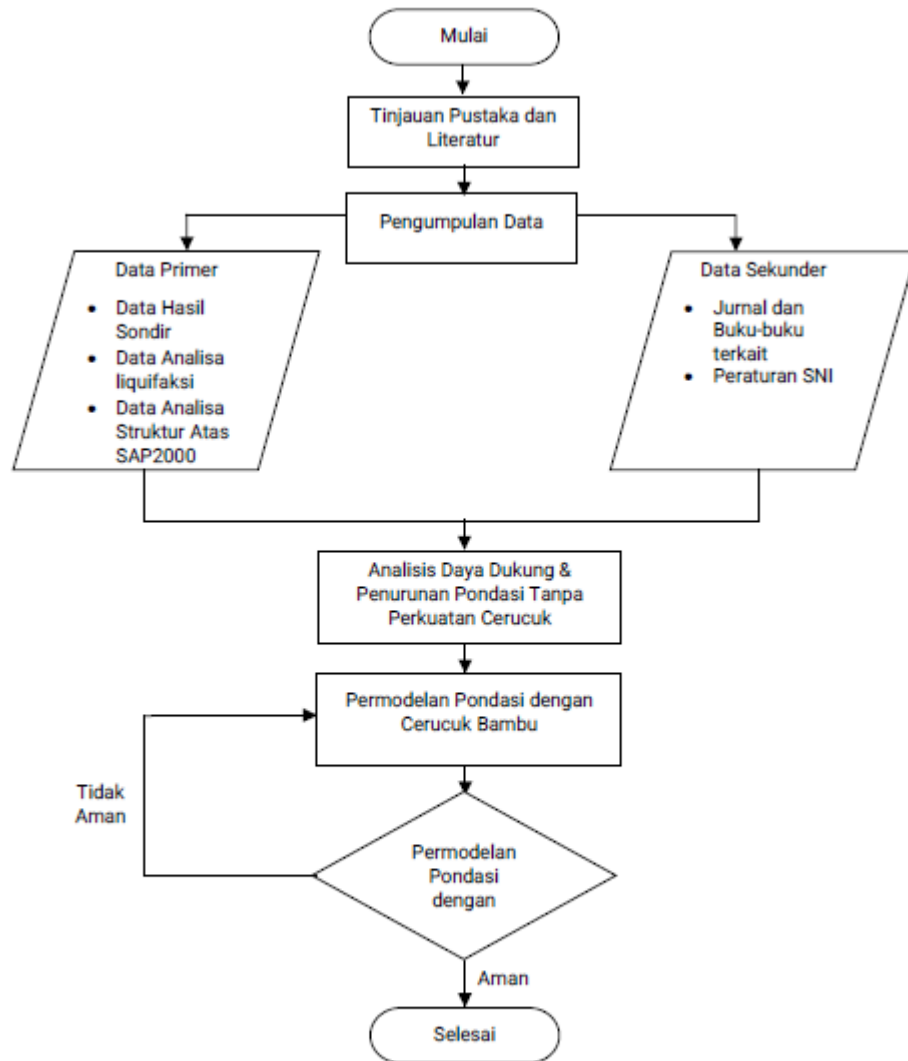 Mulai
Tinjauan Pustaka dan
Literatur
Pengumpulan Data
Data Primer
• Data Hasil
Sondir
• Data Analisa
liquifaksi
• Data Analisa
Struktur Atas
SAP2000
Data Sekunder
• Jurnal dan
Buku-buku
terkait
• Peraturan SNI
Analisis Daya Dukung &
Penurunan Pondasi Tanpa
Perkuatan Cerucuk
Permodelan Pondasi dengan
Cerucuk Bambu
Tidak
Aman
Permodelan
Pondasi
dengan
Aman
Selesai